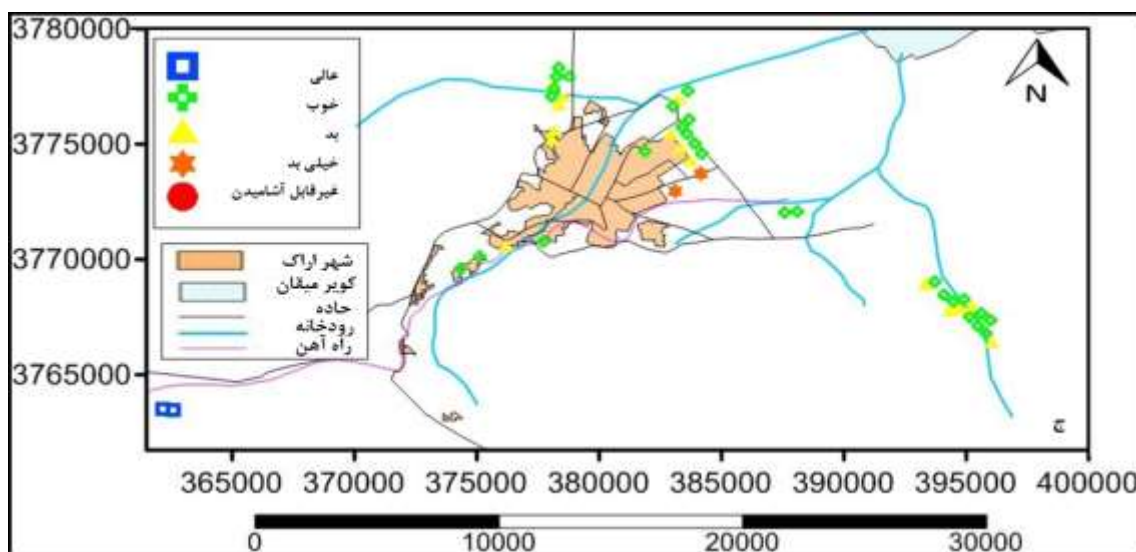 3780000
3775000
3770000
3765000
عالی
خوب
بد
خیلی بد
غیرقابل آشامیدن
شهر اراک
کویر میقان
جاده
رودخانه
راه آهن
N
ع
365000 370000 375000 380000 385000 390000 395000 400000
0 10000 20000 30000